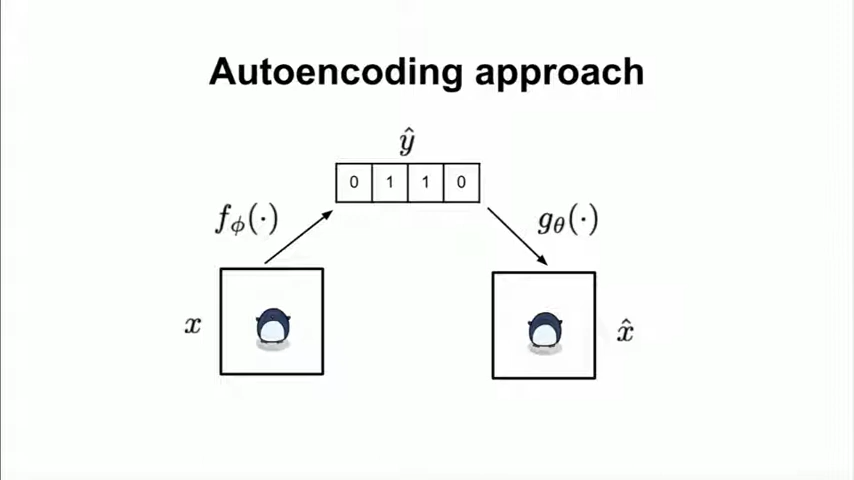 Autoencoding approach
ŷ
0 1 1 0
f_ϕ(·)
g_θ(·)
x
x̂